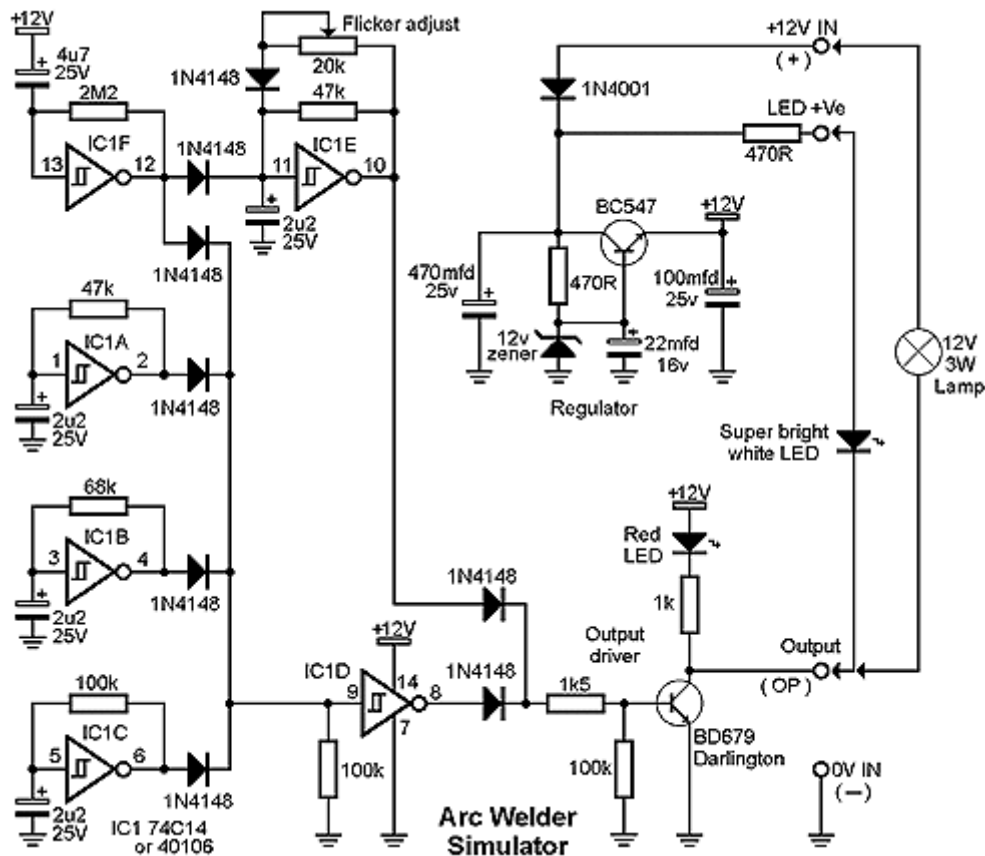 +12V
4u7
25V
+
2M2
IC1F
13
12
1N4148
1N4148
Flicker adjust
20k
1N4148
47k
IC1E
11
10
+
2u2
25V
+12V IN
(+)
1N4001
LED +Ve
470R
BC547
+12V
470mfd
25v
+
470R
100mfd
25v
+
12v
zener
+
22mfd
16v
Regulator
12V
3W
Lamp
Super bright
white LED
47k
IC1A
1
2
1N4148
+
2u2
25V
68k
IC1B
3
4
1N4148
+
2u2
25V
100k
IC1C
5
6
1N4148
+
2u2
25V
IC1 74C14
or 40106
+12V
IC1D
9
14
8
7
100k
1N4148
1N4148
1k5
100k
Output
driver
+12V
Red
LED
1k
Output
(OP)
BD679
Darlington
0V IN
(—)
Arc Welder
Simulator